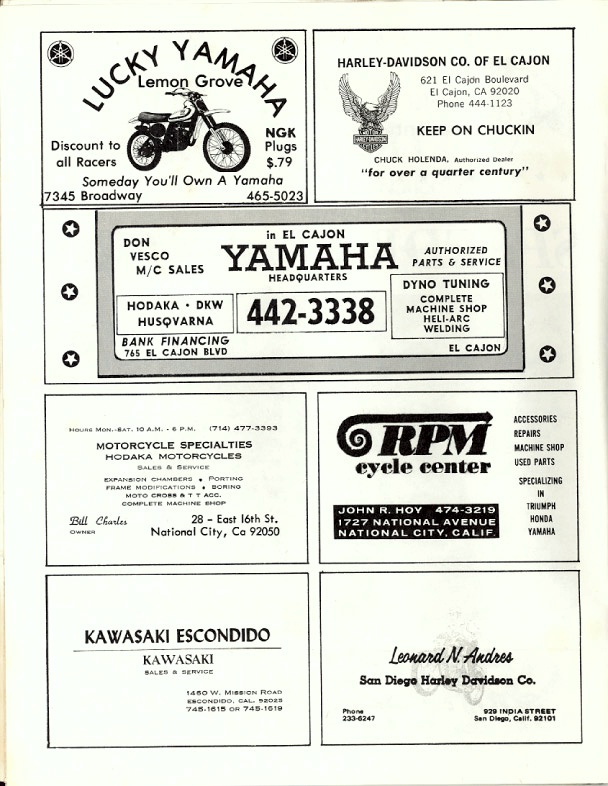 LUCKY YAMAHA
Lemon Grove
Discount to
all Racers
NGK
Plugs
$.79
Someday You'll Own A Yamaha
7345 Broadway 465-5023
HARLEY-DAVIDSON CO. OF EL CAJON
621 El Cajon Boulevard
El Cajon, CA 92020
Phone 444-1123
KEEP ON CHUCKIN
CHUCK HOLENDA, Authorized Dealer
"for over a quarter century"
DON
VESCO
M/C SALES
in EL CAJON
YAMAHA
HEADQUARTERS
AUTHORIZED
PARTS & SERVICE
HODAKA • DKW
HUSQVARNA
442-3338
DYNO TUNING
COMPLETE
MACHINE SHOP
HELI-ARC
WELDING
BANK FINANCING
765 EL CAJON BLVD
EL CAJON
HOURS MON.-SAT. 10 A.M. - 6 P.M. (714) 477-3393
MOTORCYCLE SPECIALTIES
HODAKA MOTORCYCLES
SALES & SERVICE
EXPANSION CHAMBERS • PORTING
FRAME MODIFICATIONS • BORING
MOTO CROSS & T T ACC.
COMPLETE MACHINE SHOP
Bill Charles
OWNER
28 - East 16th St.
National City, Ca 92050
RPM
cycle center
JOHN R. HOY 474-3219
1727 NATIONAL AVENUE
NATIONAL CITY, CALIF.
ACCESSORIES
REPAIRS
MACHINE SHOP
USED PARTS
SPECIALIZING
IN
TRIUMPH
HONDA
YAMAHA
KAWASAKI ESCONDIDO
KAWASAKI
SALES & SERVICE
1460 W. MISSION ROAD
ESCONDIDO, CAL. 92025
745-1615 OR 745-1619
Leonard N. Andres
San Diego Harley Davidson Co.
Phone
233-6247
929 INDIA STREET
San Diego, Calif. 92101